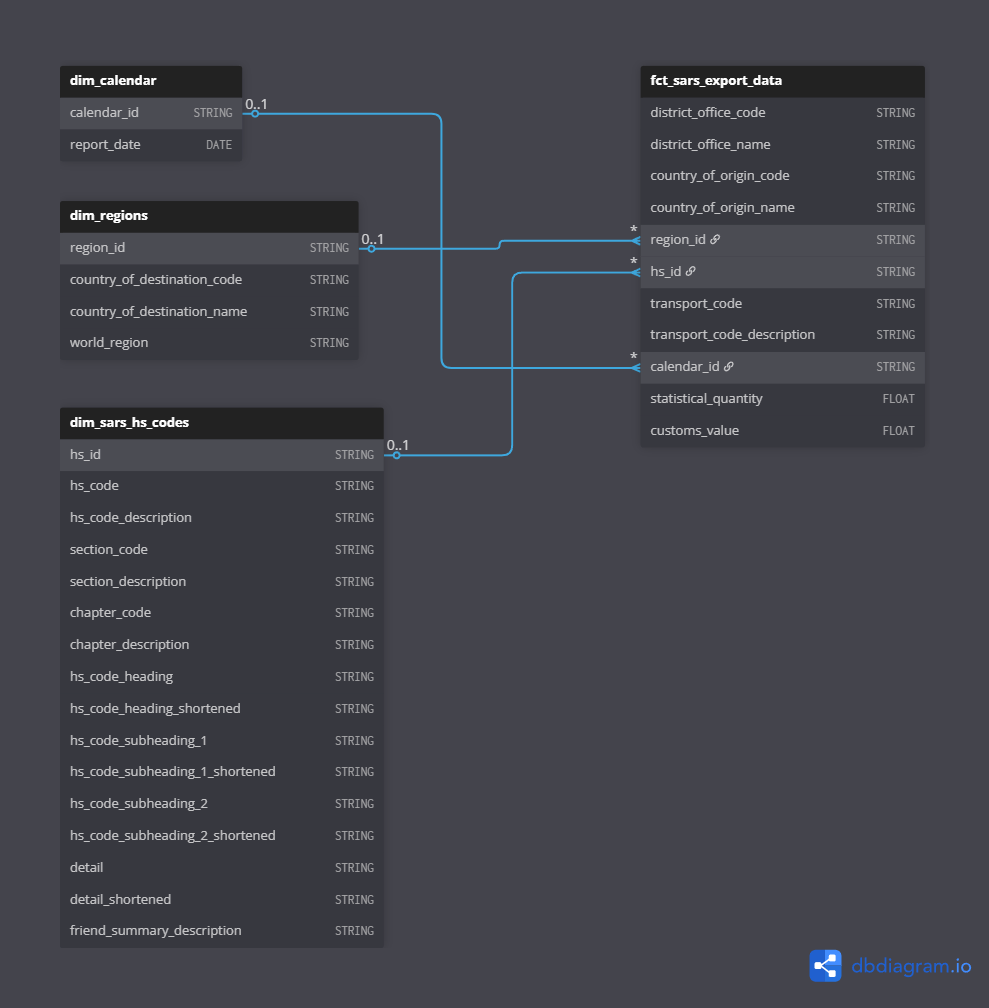 dim_calendar
calendar_id STRING
0..1
report_date DATE
dim_regions
region_id STRING
0..1
country_of_destination_code STRING
country_of_destination_name STRING
world_region STRING
dim_sars_hs_codes
hs_id STRING
0..1
hs_code STRING
hs_code_description STRING
section_code STRING
section_description STRING
chapter_code STRING
chapter_description STRING
hs_code_heading STRING
hs_code_heading_shortened STRING
hs_code_subheading_1 STRING
hs_code_subheading_1_shortened STRING
hs_code_subheading_2 STRING
hs_code_subheading_2_shortened STRING
detail STRING
detail_shortened STRING
friend_summary_description STRING
fct_sars_export_data
district_office_code STRING
district_office_name STRING
country_of_origin_code STRING
country_of_origin_name STRING
*
region_id STRING
*
hs_id STRING
transport_code STRING
transport_code_description STRING
*
calendar_id STRING
statistical_quantity FLOAT
customs_value FLOAT
dbdiagram.io